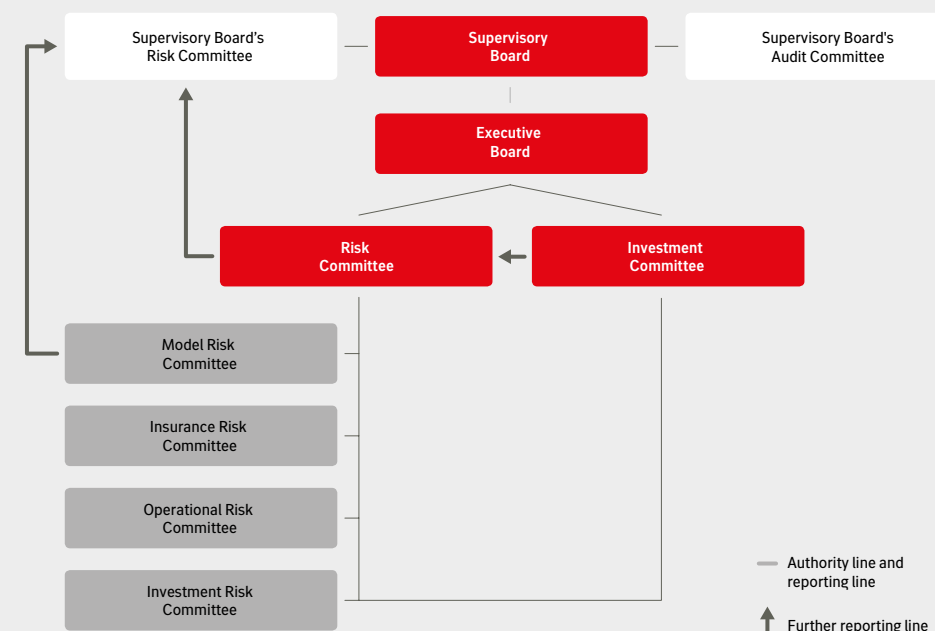 Supervisory Board’s
Risk Committee
Supervisory
Board
Supervisory Board's
Audit Committee
Executive
Board
Risk
Committee
Investment
Committee
Model Risk
Committee
Insurance Risk
Committee
Operational Risk
Committee
Investment Risk
Committee
Authority line and
reporting line
Further reporting line